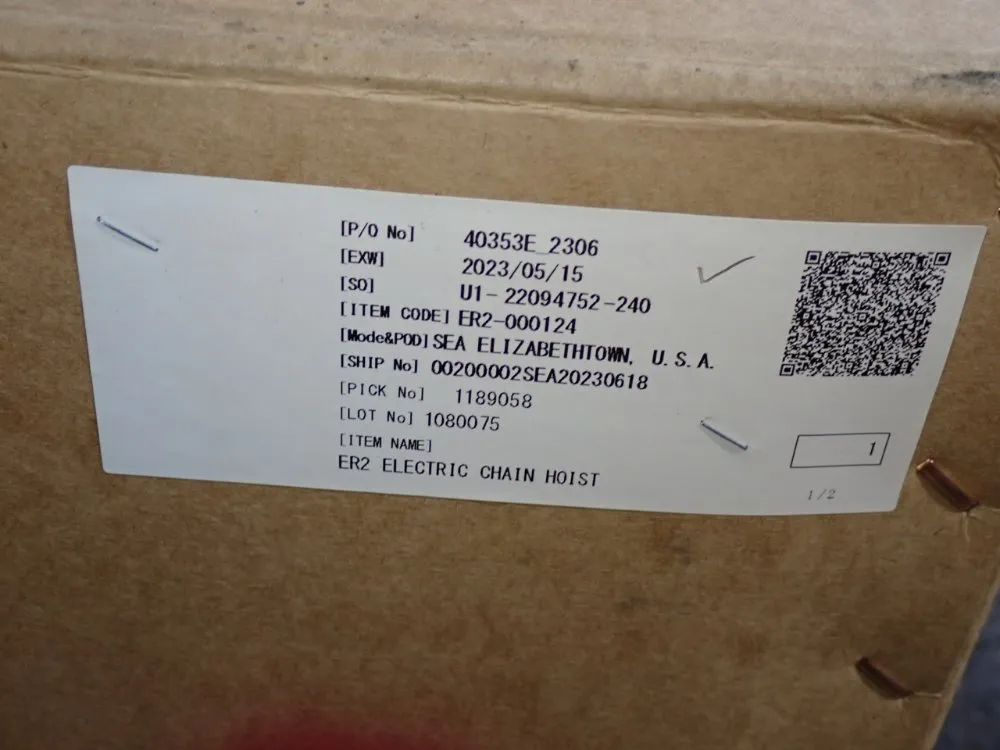 [P/O No] 40353E_2306
[EXW] 2023/05/15
[SO] U1-22094752-240
[ITEM CODE] ER2-000124
[Mode&POD] SEA ELIZABETHTOWN, U.S.A.
[SHIP No] 00200002SEA20230618
[PICK No] 1189058
[LOT No] 1080075
[ITEM NAME]
ER2 ELECTRIC CHAIN HOIST
1
1/2